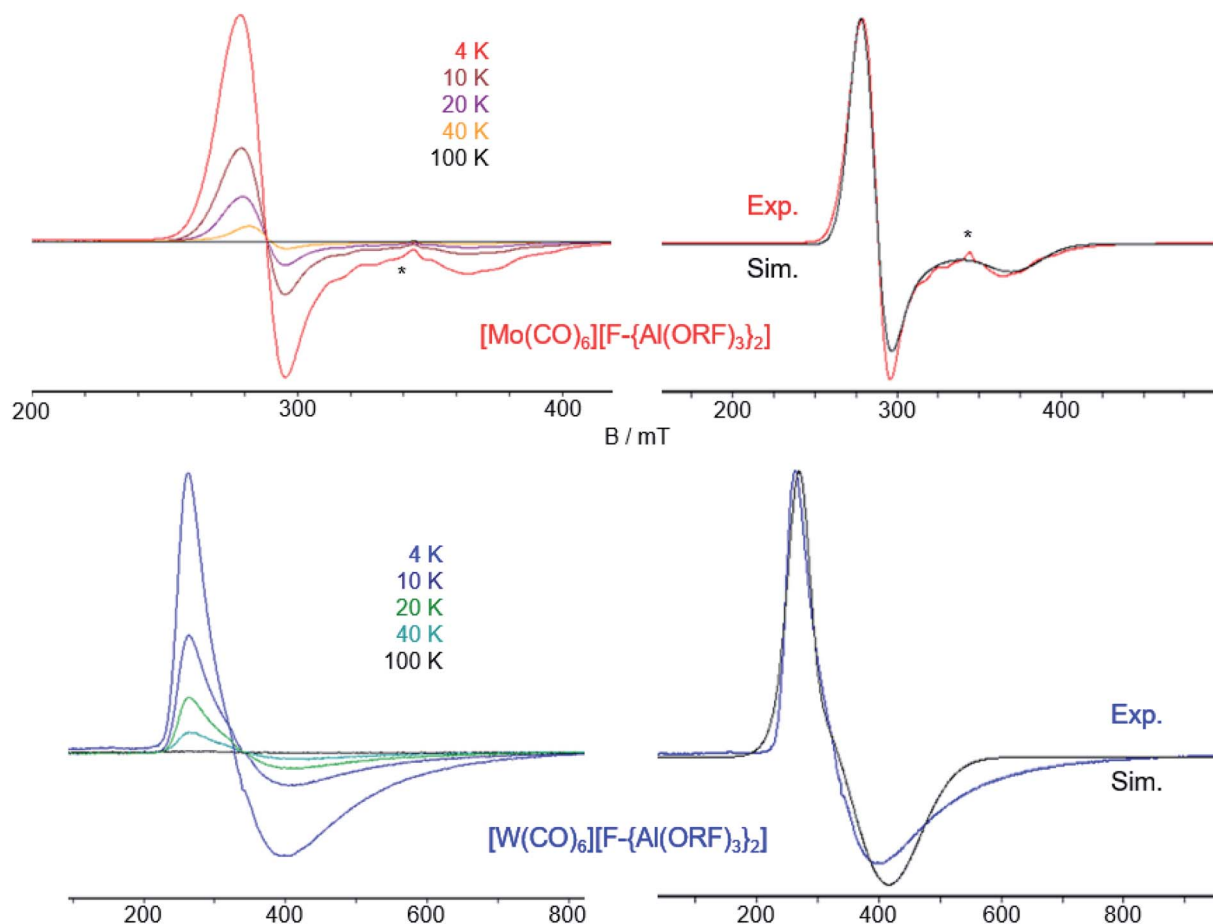 4 K
10 K
20 K
40 K
100 K
*
[Mo(CO)₆][F-{Al(ORF)₃}₂]
Exp.
Sim.
*
200 300 400
200 300 400
B / mT
4 K
10 K
20 K
40 K
100 K
Exp.
Sim.
[W(CO)₆][F-{Al(ORF)₃}₂]
200 400 600 800
200 400 600 800